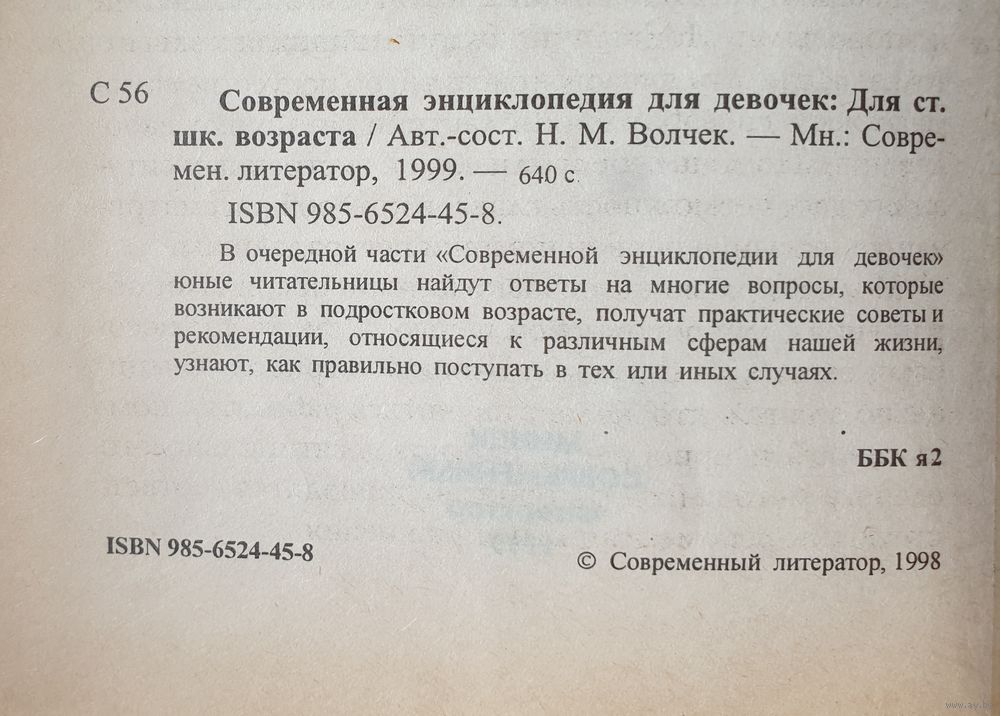 С 56
Современная энциклопедия для девочек: Для ст.
шк. возраста / Авт.-сост. Н. М. Волчек. — Мн.: Совре-
мен. литератор, 1999. — 640 с.
ISBN 985-6524-45-8.
В очередной части «Современной энциклопедии для девочек»
юные читательницы найдут ответы на многие вопросы, которые
возникают в подростковом возрасте, получат практические советы и
рекомендации, относящиеся к различным сферам нашей жизни,
узнают, как правильно поступать в тех или иных случаях.
ББК я2
ISBN 985-6524-45-8
© Современный литератор, 1998